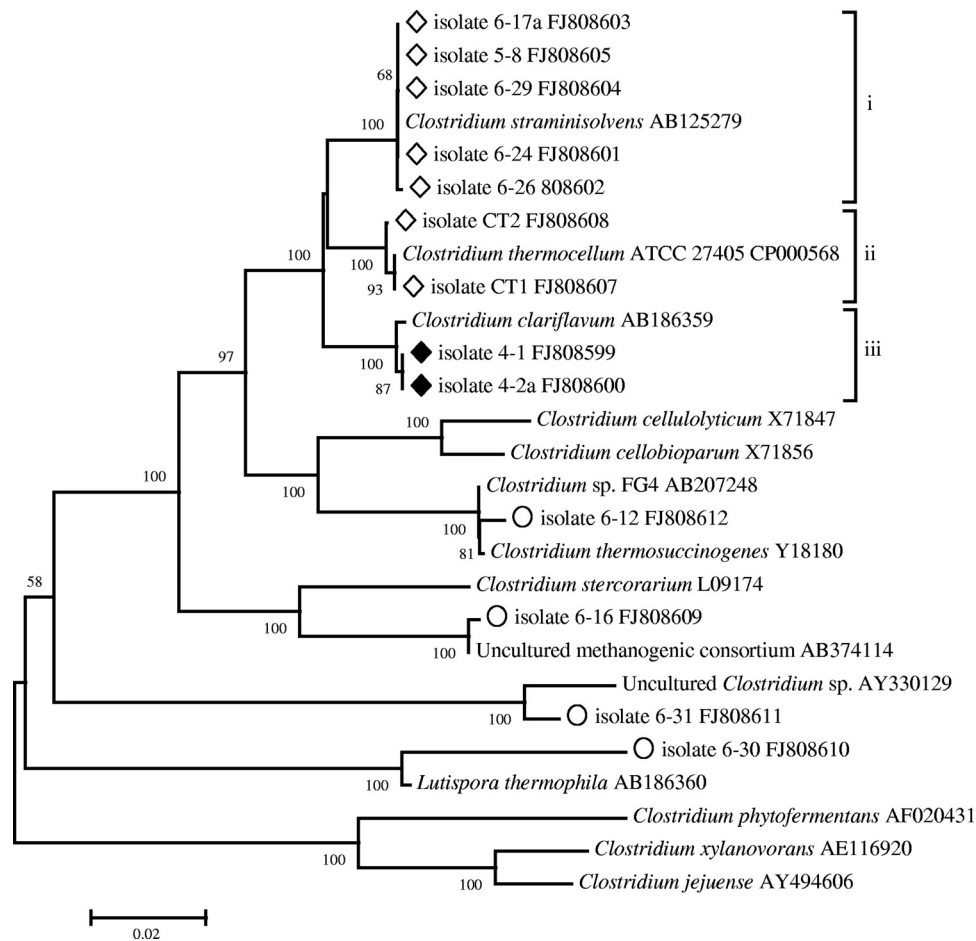 isolate 6-17a FJ808603
isolate 5-8 FJ808605
68
isolate 6-29 FJ808604
i
100
Clostridium straminisolvens AB125279
isolate 6-24 FJ808601
isolate 6-26 808602
isolate CT2 FJ808608
100
Clostridium thermocellum ATCC 27405 CP000568
ii
100
93
isolate CT1 FJ808607
Clostridium clariflavum AB186359
97
100
isolate 4-1 FJ808599
iii
87
isolate 4-2a FJ808600
100
Clostridium cellulolyticum X71847
Clostridium cellobioparum X71856
100
100
Clostridium sp. FG4 AB207248
100
isolate 6-12 FJ808612
81
Clostridium thermosuccinogenes Y18180
58
Clostridium stercorarium L09174
100
isolate 6-16 FJ808609
100
Uncultured methanogenic consortium AB374114
Uncultured Clostridium sp. AY330129
100
isolate 6-31 FJ808611
isolate 6-30 FJ808610
100
Lutispora thermophila AB186360
Clostridium phytofermentans AF020431
100
Clostridium xylanovorans AE116920
100
Clostridium jejuense AY494606
0.02